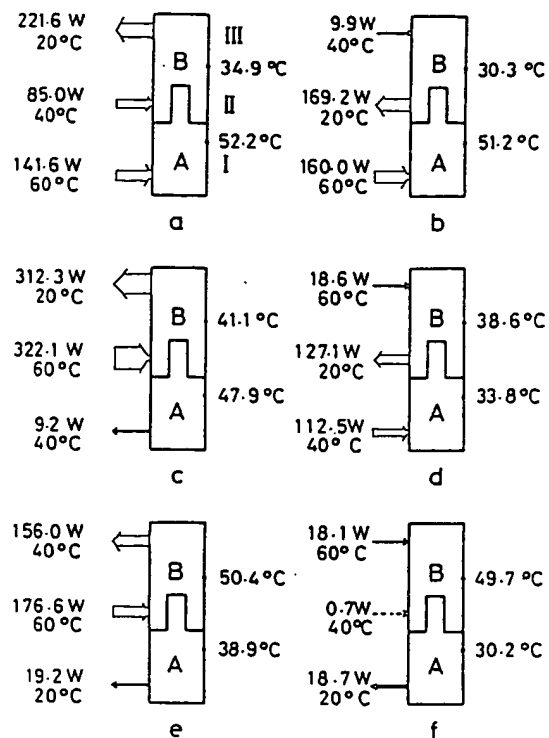 221.6 W
20°C
III
B
34.9 °C
85.0W
40°C
II
52.2°C
141.6 W
60°C
A
I
a
9.9W
40°C
B
30.3 °C
169.2 W
20°C
51.2°C
160.0 W
60°C
A
b
312.3 W
20°C
B
41.1 °C
322.1 W
60°C
47.9°C
9.2 W
40°C
A
c
18.6 W
60°C
B
38.6°C
127.1 W
20°C
33.8°C
112.5W
40°C
A
d
156.0 W
40°C
B
50.4°C
176.6 W
60°C
38.9°C
19.2 W
20°C
A
e
18.1 W
60°C
B
49.7°C
0.7W
40°C
30.2 °C
18.7 W
20°C
A
f